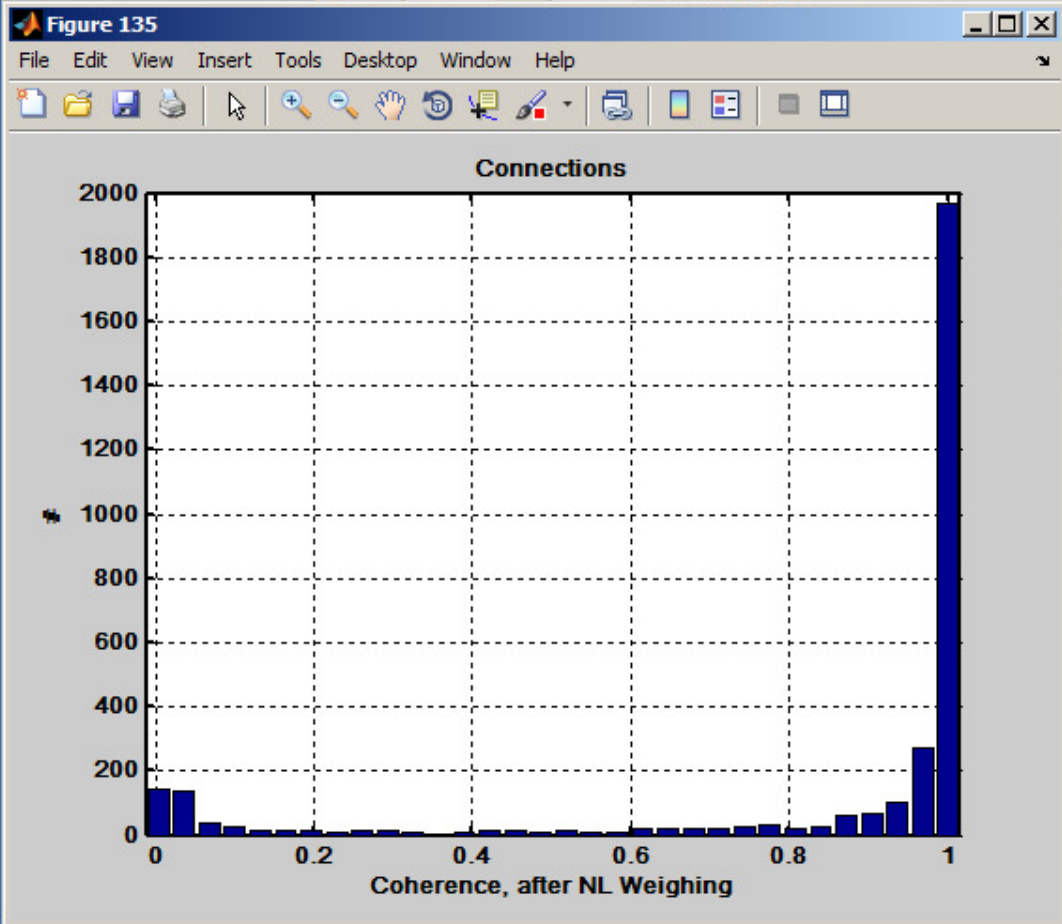 Figure 135
File Edit View Insert Tools Desktop Window Help
Connections
2000
1800
1600
1400
1200
1000
800
600
400
200
0
#
0 0.2 0.4 0.6 0.8 1
Coherence, after NL Weighing